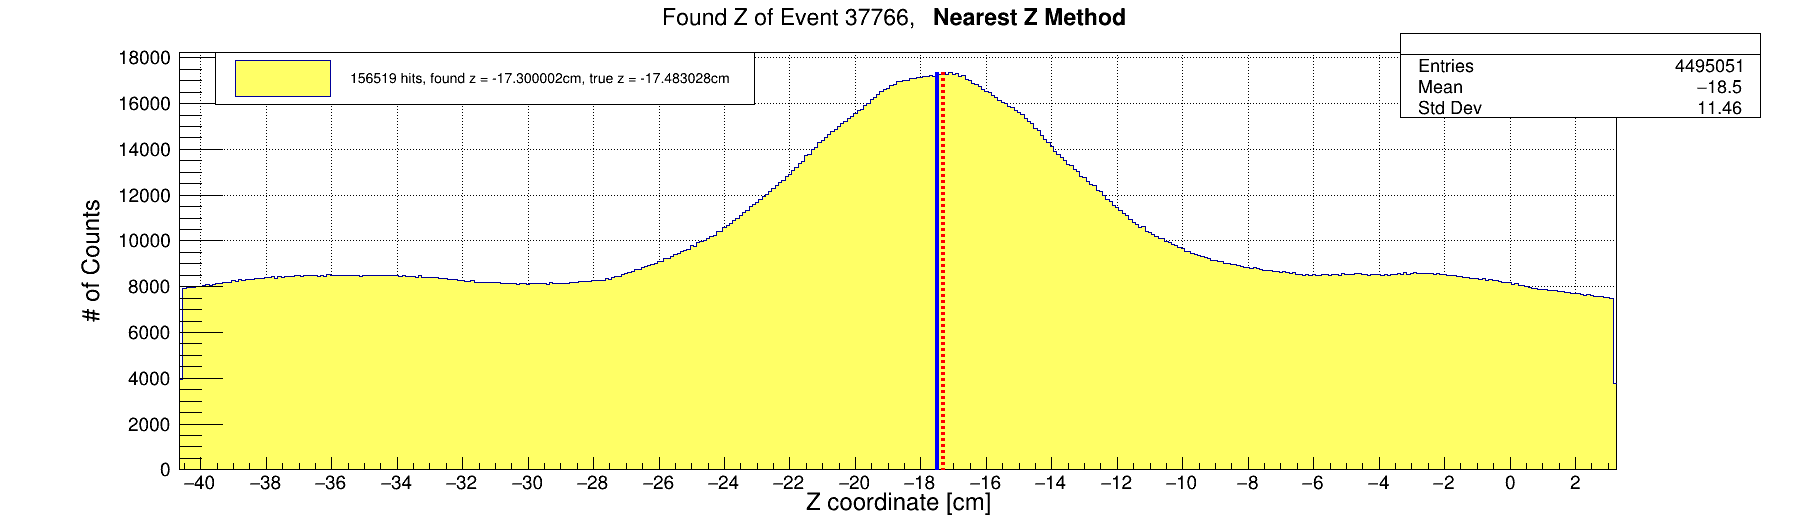 Found Z of Event 37766, Nearest Z Method
156519 hits, found z = -17.300002cm, true z = -17.483028cm
Entries 4495051
Mean −18.5
Std Dev 11.46
18000
16000
14000
12000
10000
8000
6000
4000
2000
0
# of Counts
−40 −38 −36 −34 −32 −30 −28 −26 −24 −22 −20 −18 −16 −14 −12 −10 −8 −6 −4 −2 0 2
Z coordinate [cm]